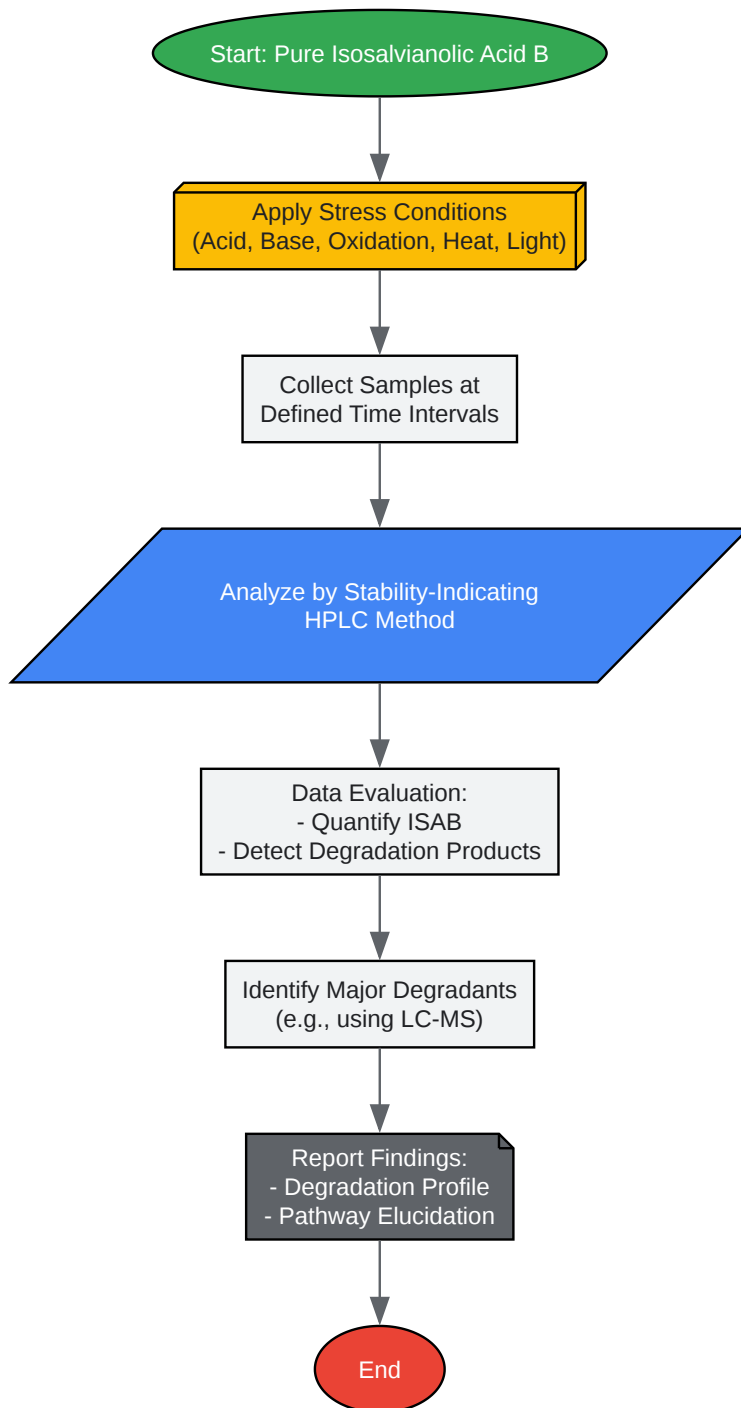 Start: Pure Isosalvianolic Acid B
Apply Stress Conditions
(Acid, Base, Oxidation, Heat, Light)
Collect Samples at
Defined Time Intervals
Analyze by Stability-Indicating
HPLC Method
Data Evaluation:
- Quantify ISAB
- Detect Degradation Products
Identify Major Degradants
(e.g., using LC-MS)
Report Findings:
- Degradation Profile
- Pathway Elucidation
End